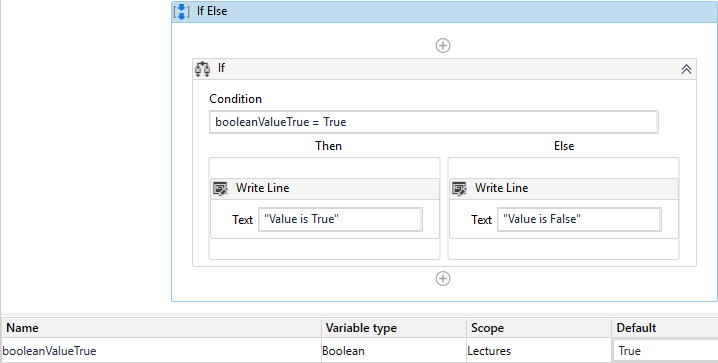 If Else
If
Condition
booleanValueTrue = True
Then Else
Write Line Write Line
Text "Value is True" Text "Value is False"
Name Variable type Scope Default
booleanValueTrue Boolean Lectures True